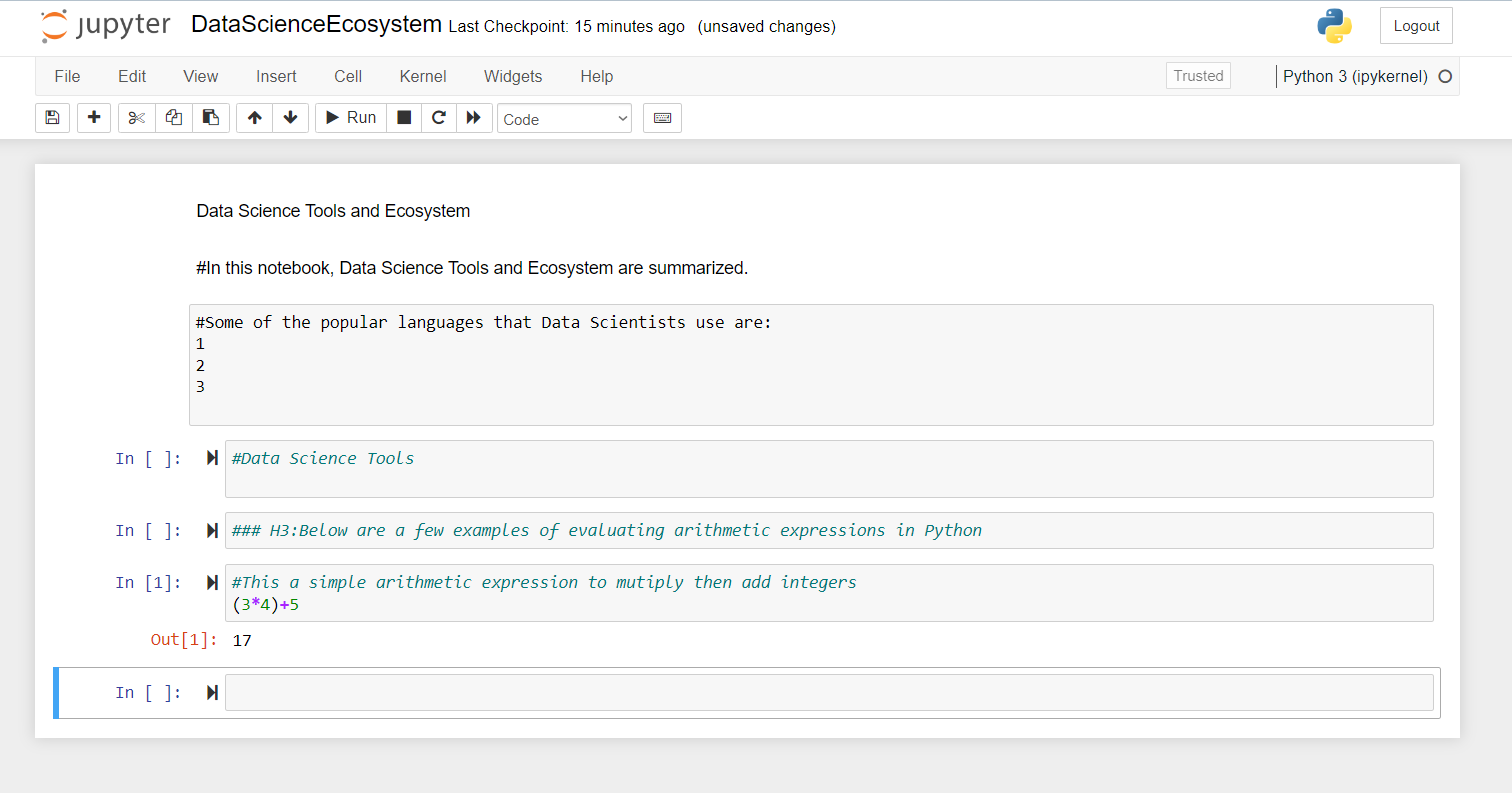 jupyter DataScienceEcosystem Last Checkpoint: 15 minutes ago (unsaved changes) Logout
File Edit View Insert Cell Kernel Widgets Help Trusted Python 3 (ipykernel)
Run Code
Data Science Tools and Ecosystem
#In this notebook, Data Science Tools and Ecosystem are summarized.
#Some of the popular languages that Data Scientists use are:
1
2
3
In [ ]: #Data Science Tools
In [ ]: ### H3:Below are a few examples of evaluating arithmetic expressions in Python
In [1]: #This a simple arithmetic expression to mutiply then add integers
(3*4)+5
Out[1]: 17
In [ ]: